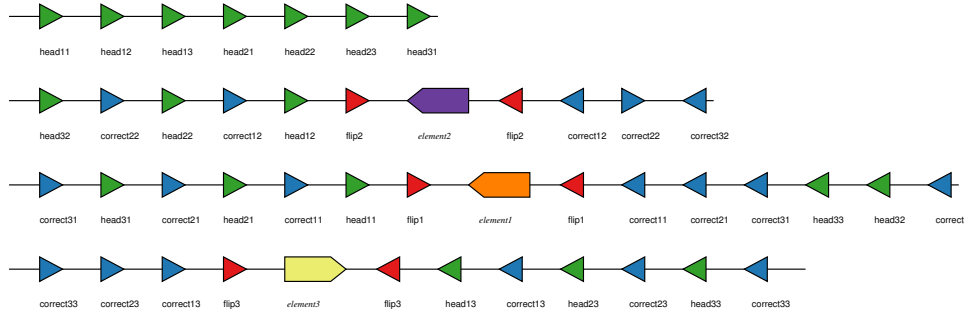 head11 head12 head13 head21 head22 head23 head31
head32 correct22 head22 correct12 head12 flip2 element2 flip2 correct12 correct22 correct32
correct31 head31 correct21 head21 correct11 head11 flip1 element1 flip1 correct11 correct21 correct31 head33 head32 correct
correct33 correct23 correct13 flip3 element3 flip3 head13 correct13 head23 correct23 head33 correct33